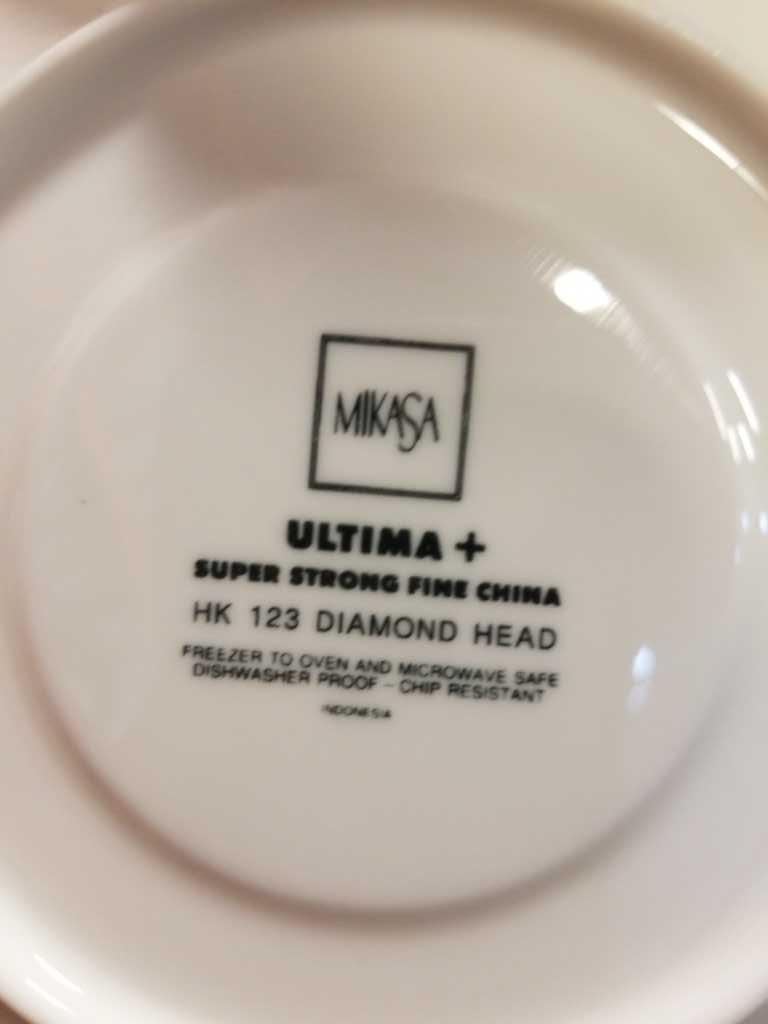 MIKASA
ULTIMA +
SUPER STRONG FINE CHINA
HK 123 DIAMOND HEAD
FREEZER TO OVEN AND MICROWAVE SAFE
DISHWASHER PROOF - CHIP RESISTANT
INDONESIA